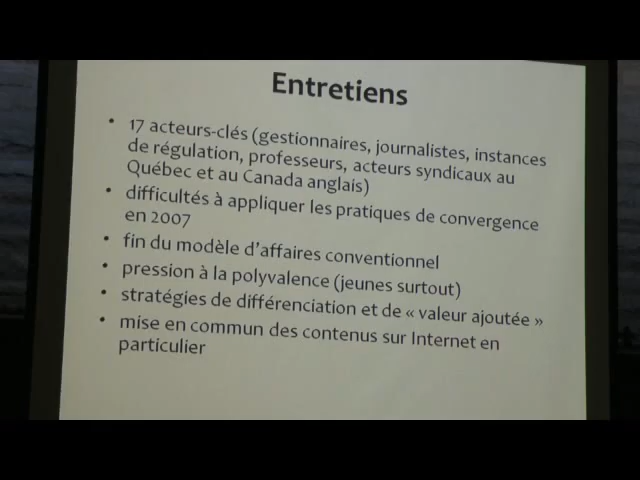 Entretiens
• 17 acteurs-clés (gestionnaires, journalistes, instances
de régulation, professeurs, acteurs syndicaux au
Québec et au Canada anglais)
• difficultés à appliquer les pratiques de convergence
en 2007
• fin du modèle d'affaires conventionnel
• pression à la polyvalence (jeunes surtout)
• stratégies de différenciation et de « valeur ajoutée »
• mise en commun des contenus sur Internet en
particulier